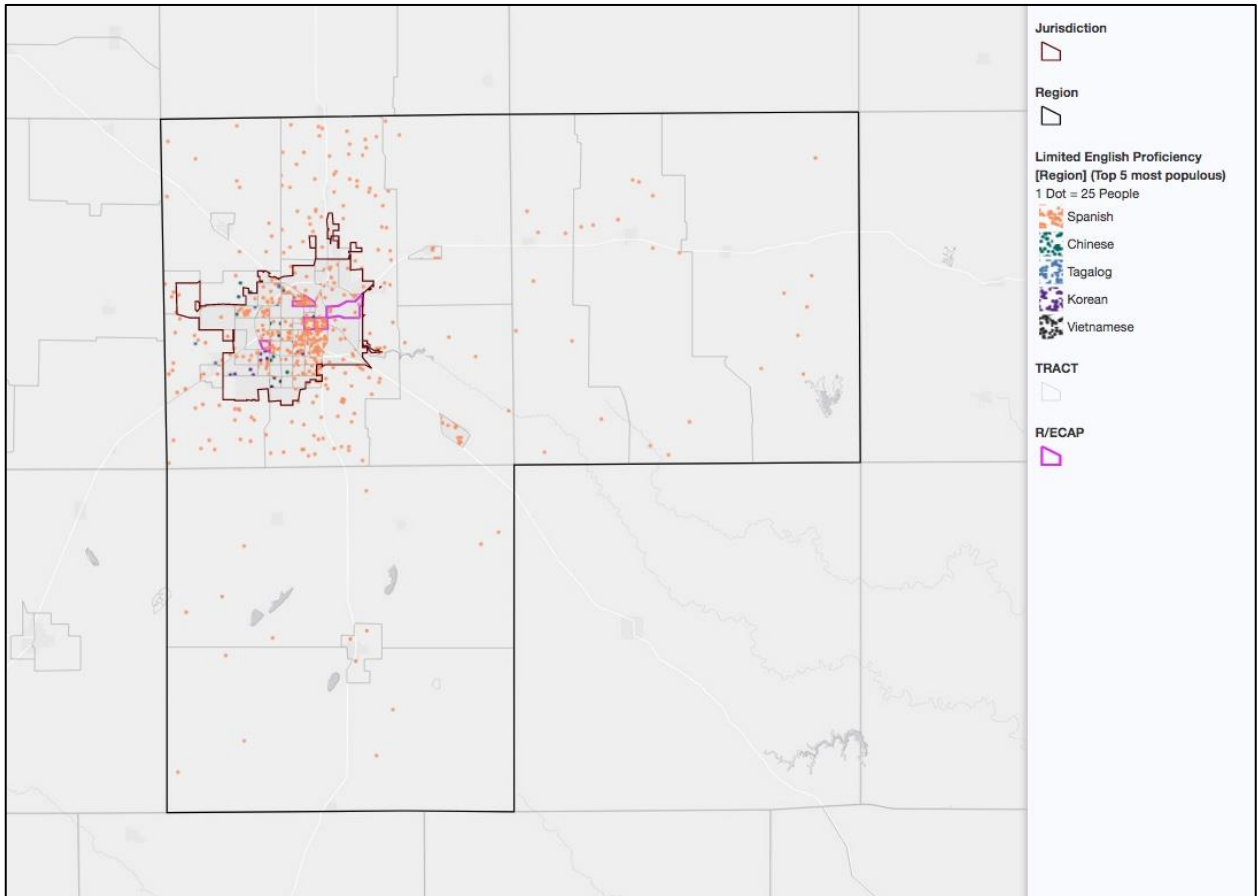 Jurisdiction
Region
Limited English Proficiency
[Region] (Top 5 most populous)
1 Dot = 25 People
Spanish
Chinese
Tagalog
Korean
Vietnamese
TRACT
R/ECAP